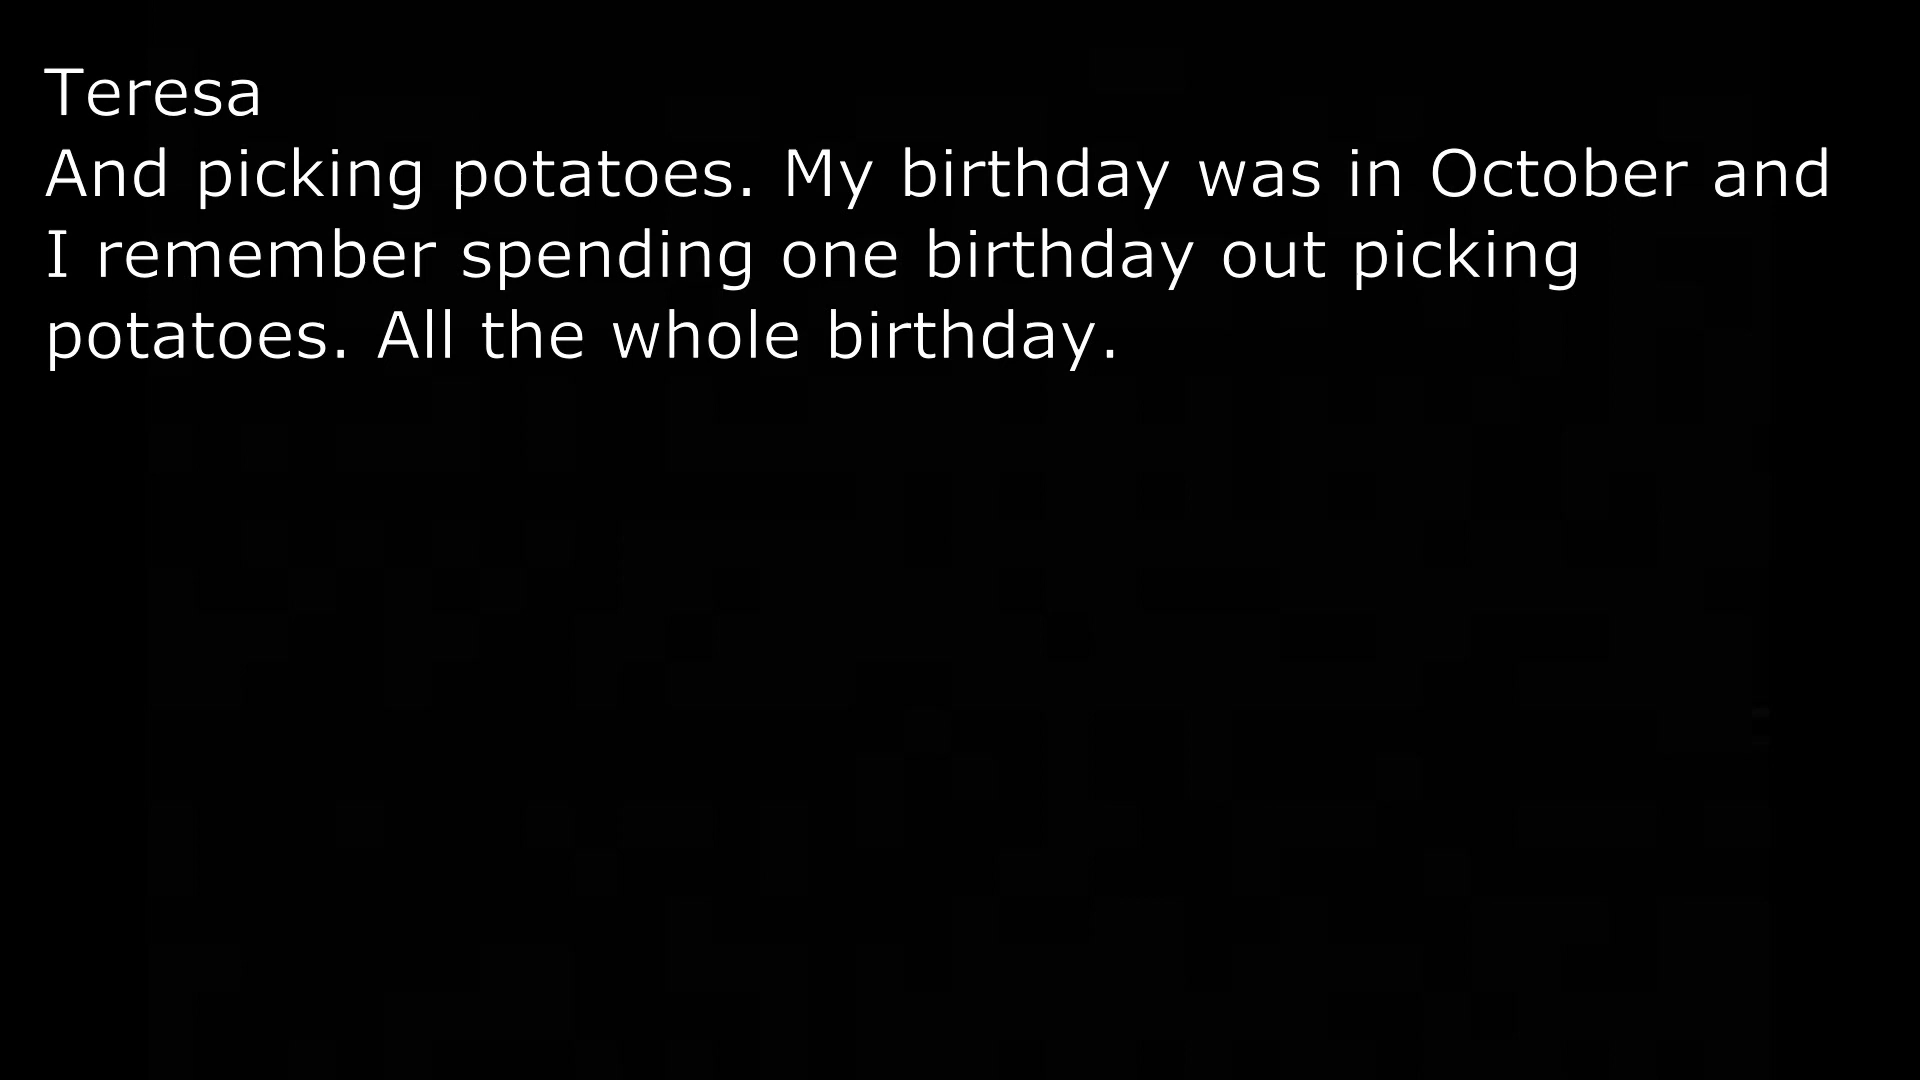 Teresa
And picking potatoes. My birthday was in October and
I remember spending one birthday out picking
potatoes. All the whole birthday.